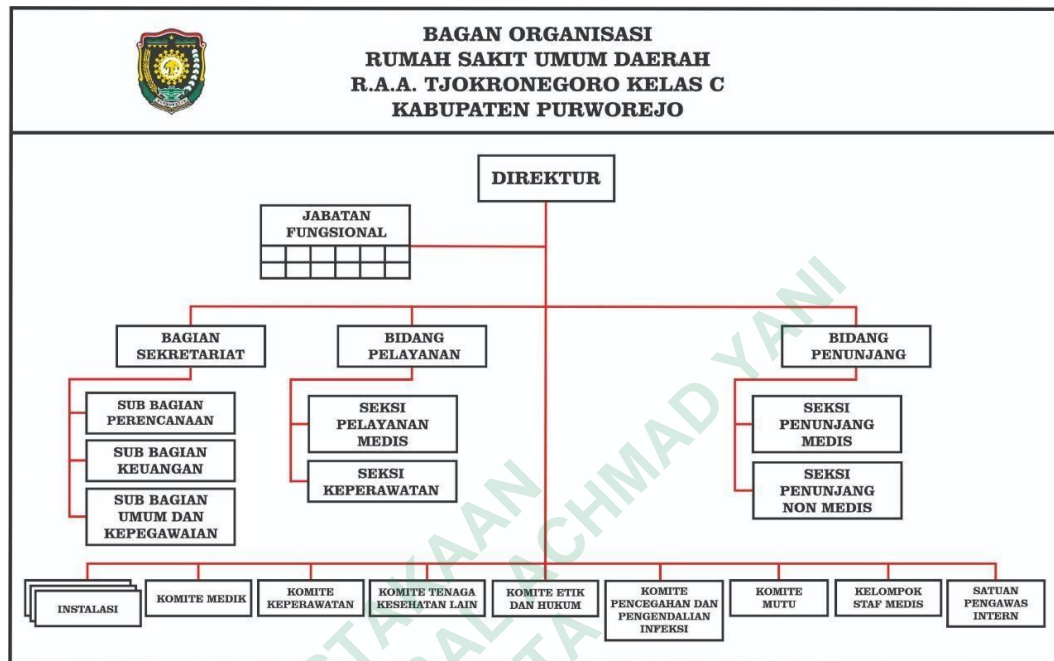 BAGAN ORGANISASI
RUMAH SAKIT UMUM DAERAH
R.A.A. TJOKRONEGORO KELAS C
KABUPATEN PURWOREJO
DIREKTUR
JABATAN
FUNGSIONAL
BAGIAN
SEKRETARIAT
BIDANG
PELAYANAN
BIDANG
PENUNJANG
SUB BAGIAN
PERENCANAAN
SUB BAGIAN
KEUANGAN
SUB BAGIAN
UMUM DAN
KEPEGAWAIAN
SEKSI
PELAYANAN
MEDIS
SEKSI
KEPERAWATAN
SEKSI
PENUNJANG
MEDIS
SEKSI
PENUNJANG
NON MEDIS
INSTALASI
KOMITE MEDIK
KOMITE
KEPERAWATAN
KOMITE TENAGA
KESEHATAN LAIN
KOMITE ETIK
DAN HUKUM
KOMITE
PENCEGAHAN DAN
PENGENDALIAN
INFEKSI
KOMITE
MUTU
KELOMPOK
STAF MEDIS
SATUAN
PENGAWAS
INTERN
ACHMAD YANI